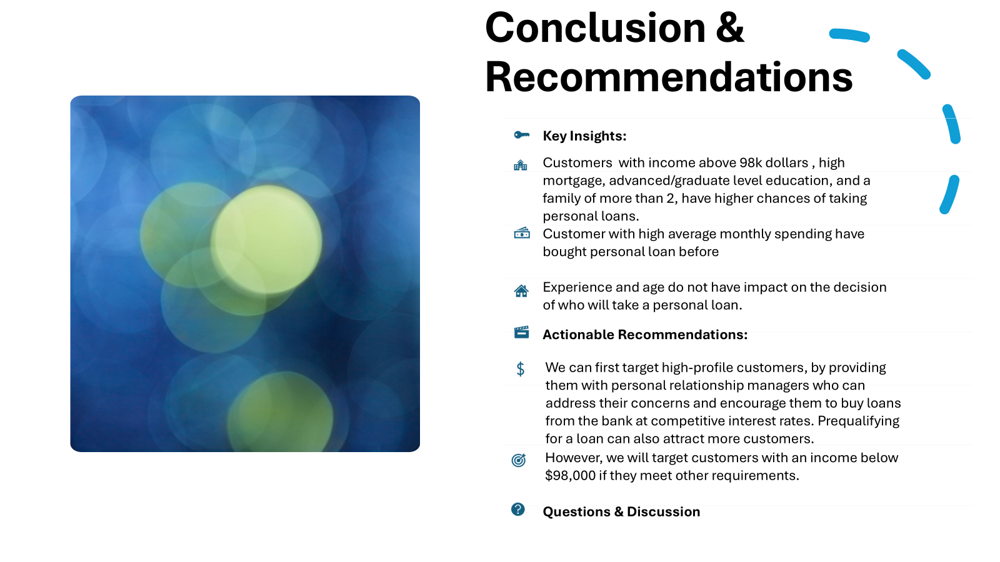 Conclusion &
Recommendations
Key Insights:
Customers  with income above 98k dollars , high
mortgage, advanced/graduate level education, and a
family of more than 2, have higher chances of taking
personal loans.
Customer with high average monthly spending have
bought personal loan before
Experience and age do not have impact on the decision
of who will take a personal loan.
Actionable Recommendations:
We can first target high-profile customers, by providing
them with personal relationship managers who can
address their concerns and encourage them to buy loans
from the bank at competitive interest rates. Prequalifying
for a loan can also attract more customers.
However, we will target customers with an income below
$98,000 if they meet other requirements.
Questions & Discussion